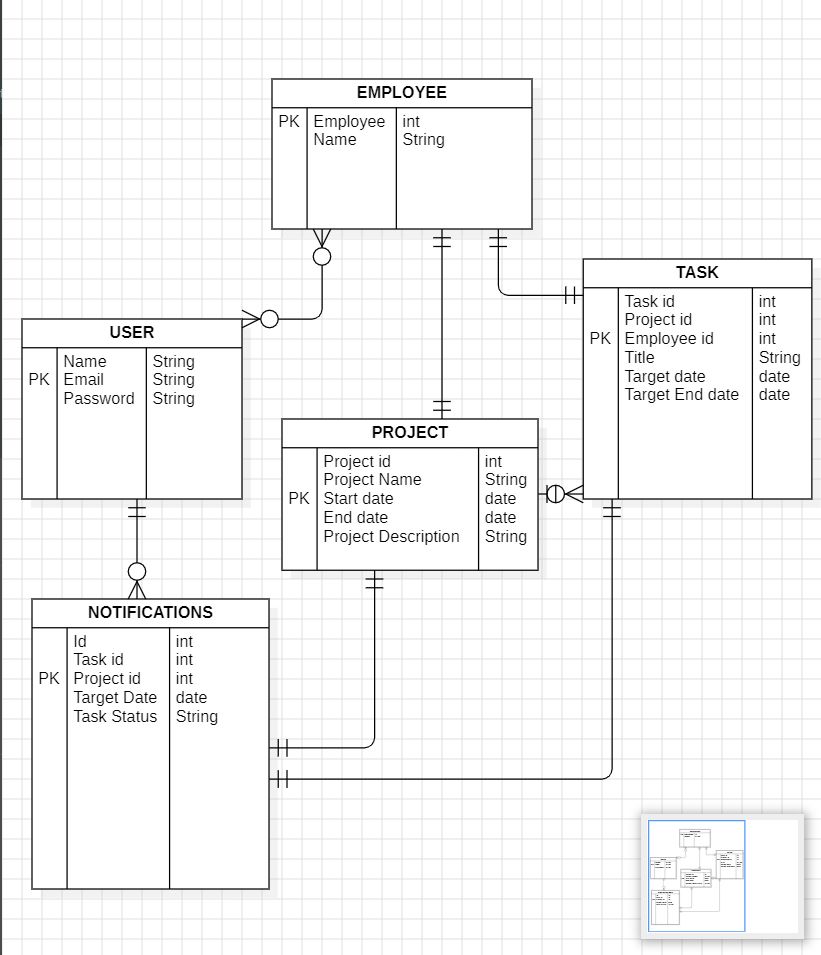 EMPLOYEE
PK Employee int
Name String
TASK
Task id int
Project id int
PK Employee id int
Title String
Target date date
Target End date date
USER
Name String
PK Email String
Password String
PROJECT
Project id int
Project Name String
PK Start date date
End date date
Project Description String
NOTIFICATIONS
Id int
Task id int
PK Project id int
Target Date date
Task Status String